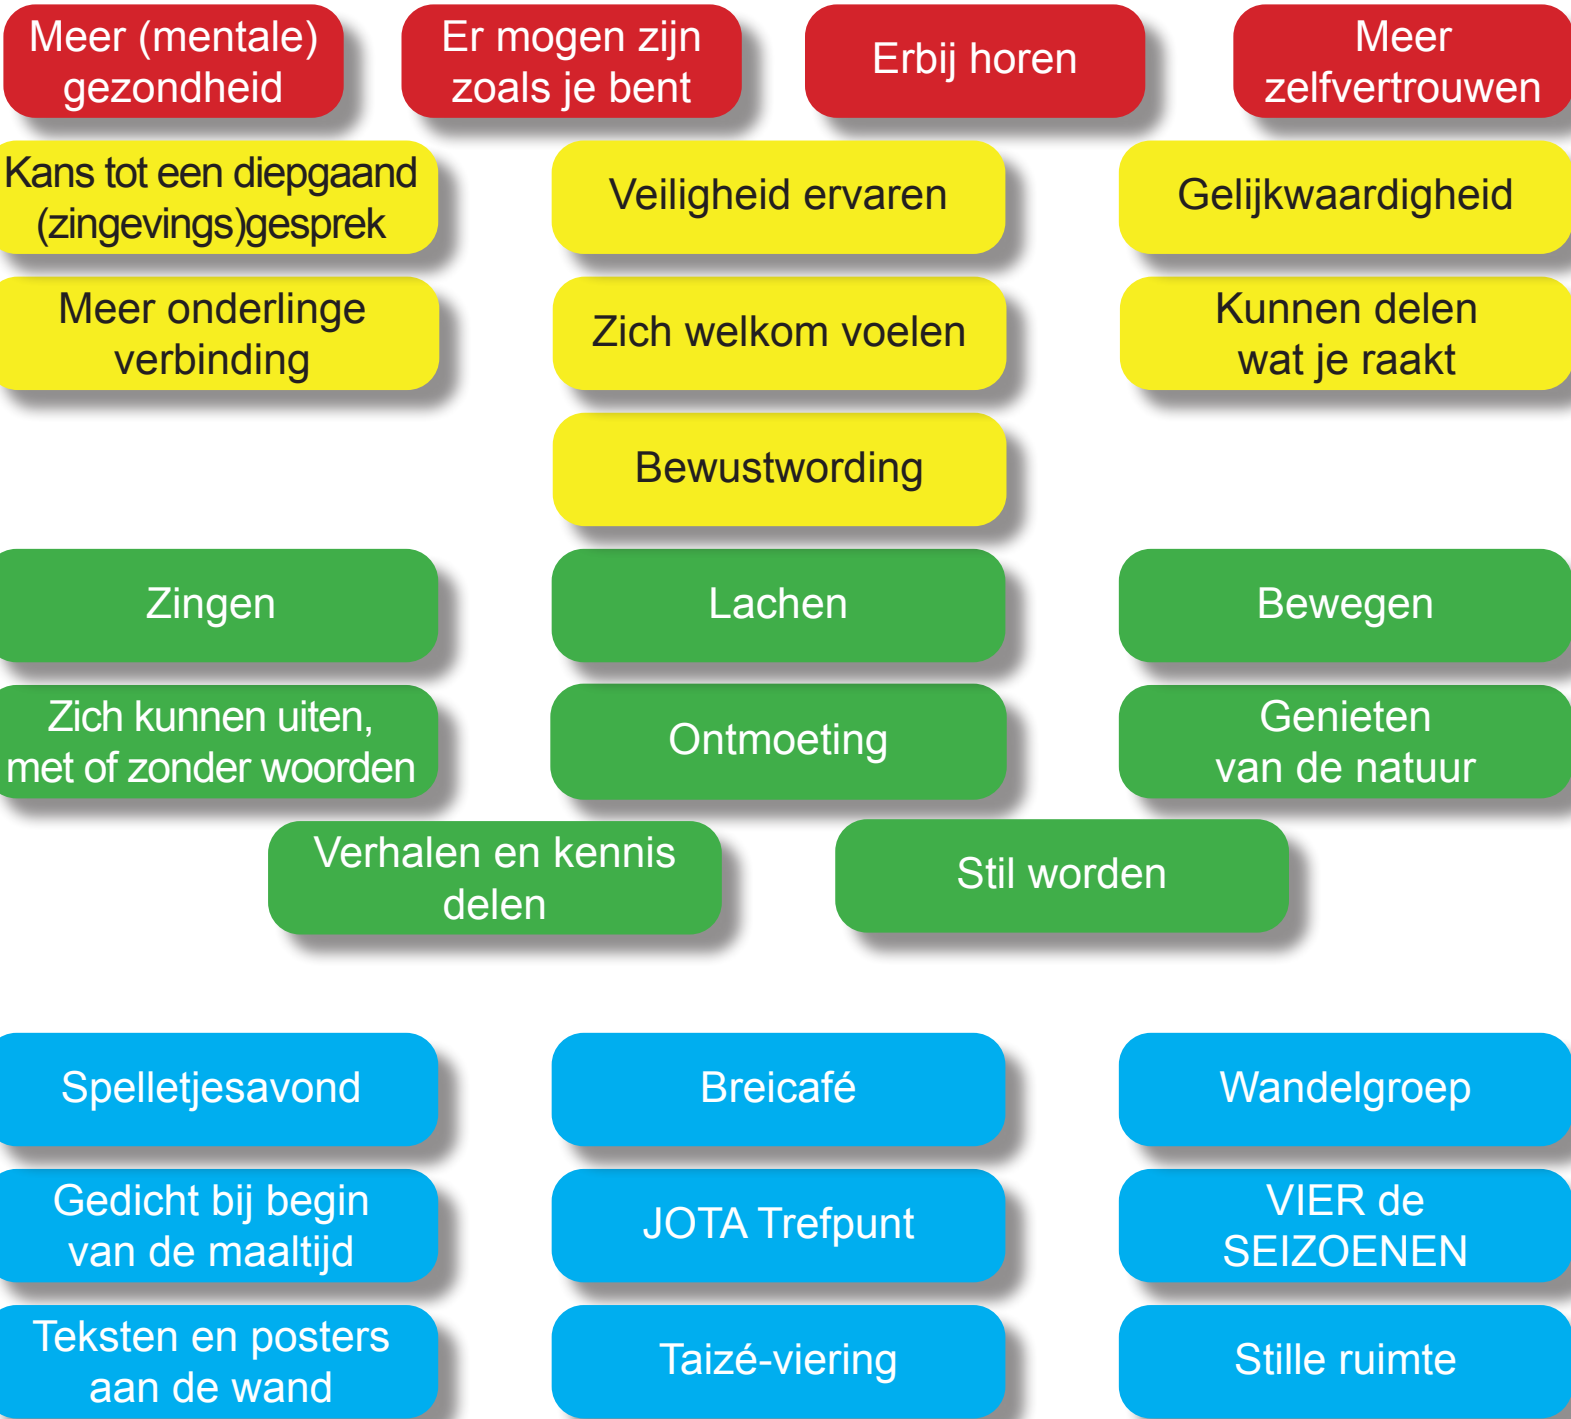 Meer (mentale)
gezondheid
Er mogen zijn
zoals je bent
Erbij horen
Meer
zelfvertrouwen
Kans tot een diepgaand
(zingevings)gesprek
Veiligheid ervaren
Gelijkwaardigheid
Meer onderlinge
verbinding
Zich welkom voelen
Kunnen delen
wat je raakt
Bewustwording
Zingen
Lachen
Bewegen
Zich kunnen uiten,
met of zonder woorden
Ontmoeting
Genieten
van de natuur
Verhalen en kennis
delen
Stil worden
Spelletjesavond
Breicafé
Wandelgroep
Gedicht bij begin
van de maaltijd
JOTA Trefpunt
VIER de
SEIZOENEN
Teksten en posters
aan de wand
Taizé-viering
Stille ruimte